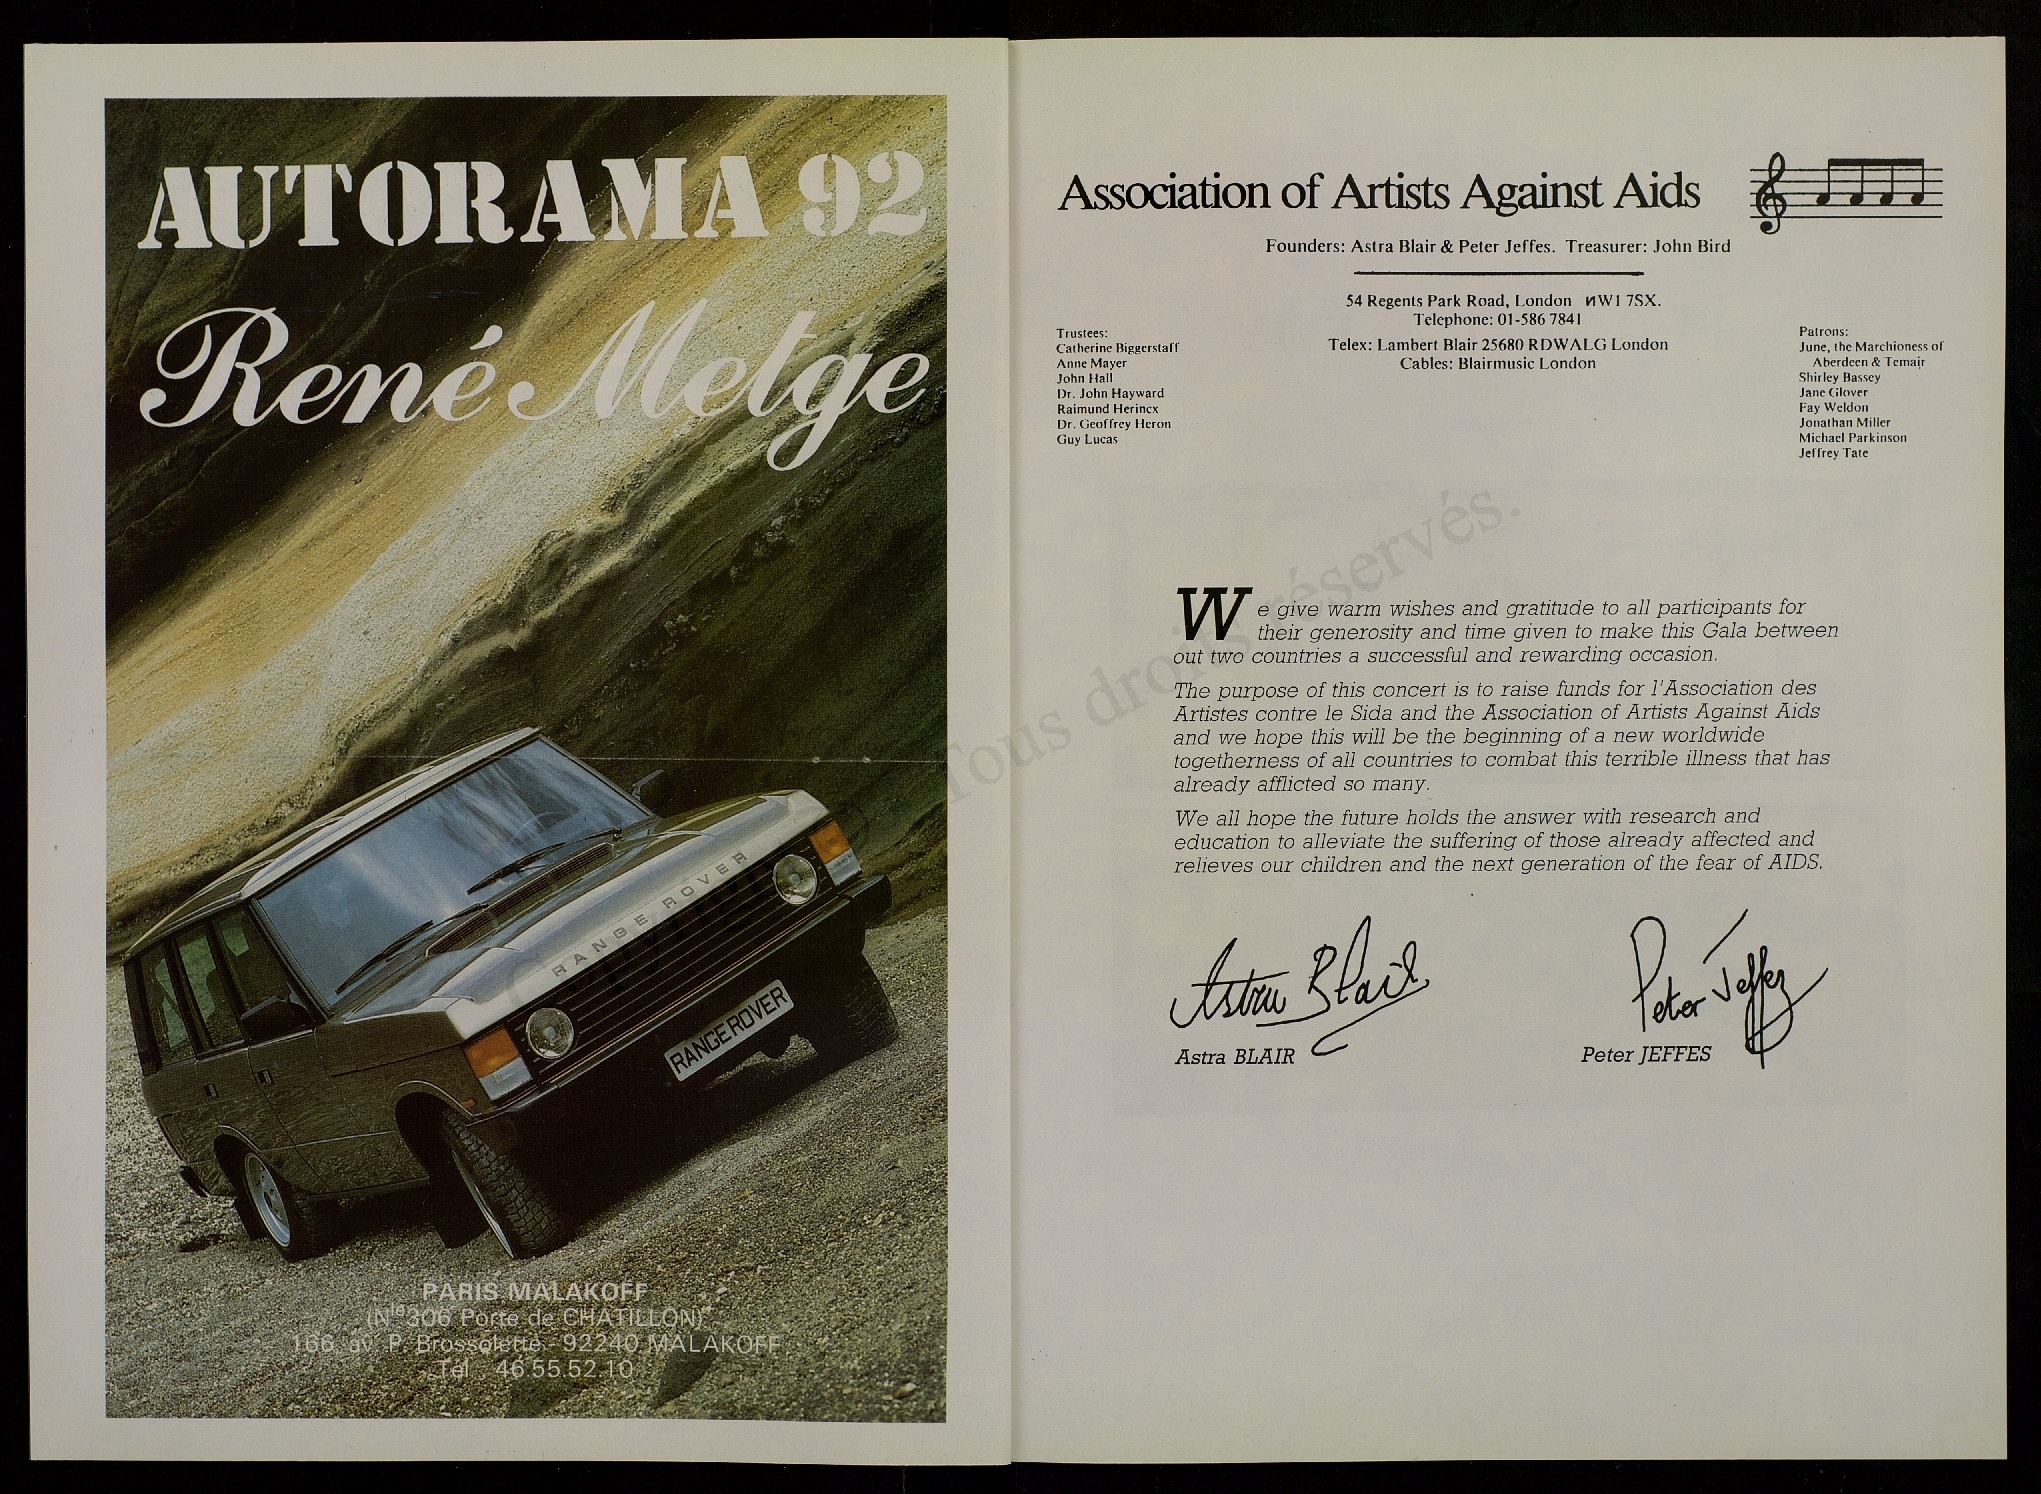 AUTORAMA 92
René Metge
RANGE ROVER
RANGE ROVER
PARIS MALAKOFF
(Nle 306 Porte de CHATILLON)
166, av. P. Brossolette - 92240 MALAKOFF
Tél. 46.55.52.10
Association of Artists Against Aids
Founders: Astra Blair & Peter Jeffes. Treasurer: John Bird
54 Regents Park Road, London NW1 7SX.
Telephone: 01-586 7841
Telex: Lambert Blair 25680 RDWALG London
Cables: Blairmusic London
Trustees:
Catherine Biggerstaff
Anne Mayer
John Hall
Dr. John Hayward
Raimund Herincx
Dr. Geoffrey Heron
Guy Lucas
Patrons:
June, the Marchioness of
Aberdeen & Temair
Shirley Bassey
Jane Glover
Fay Weldon
Jonathan Miller
Michael Parkinson
Jeffrey Tate
We give warm wishes and gratitude to all participants for
their generosity and time given to make this Gala between
out two countries a successful and rewarding occasion.
The purpose of this concert is to raise funds for l'Association des
Artistes contre le Sida and the Association of Artists Against Aids
and we hope this will be the beginning of a new worldwide
togetherness of all countries to combat this terrible illness that has
already afflicted so many.
We all hope the future holds the answer with research and
education to alleviate the suffering of those already affected and
relieves our children and the next generation of the fear of AIDS.
Astra Blair
Peter Jeffes
Astra BLAIR
Peter JEFFES
Tous droits réservés.